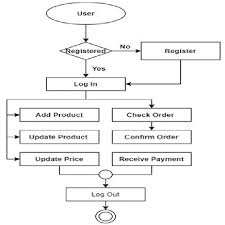 User
Registered
No
Register
Yes
Log In
Add Product
Check Order
Update Product
Confirm Order
Update Price
Receive Payment
Log Out